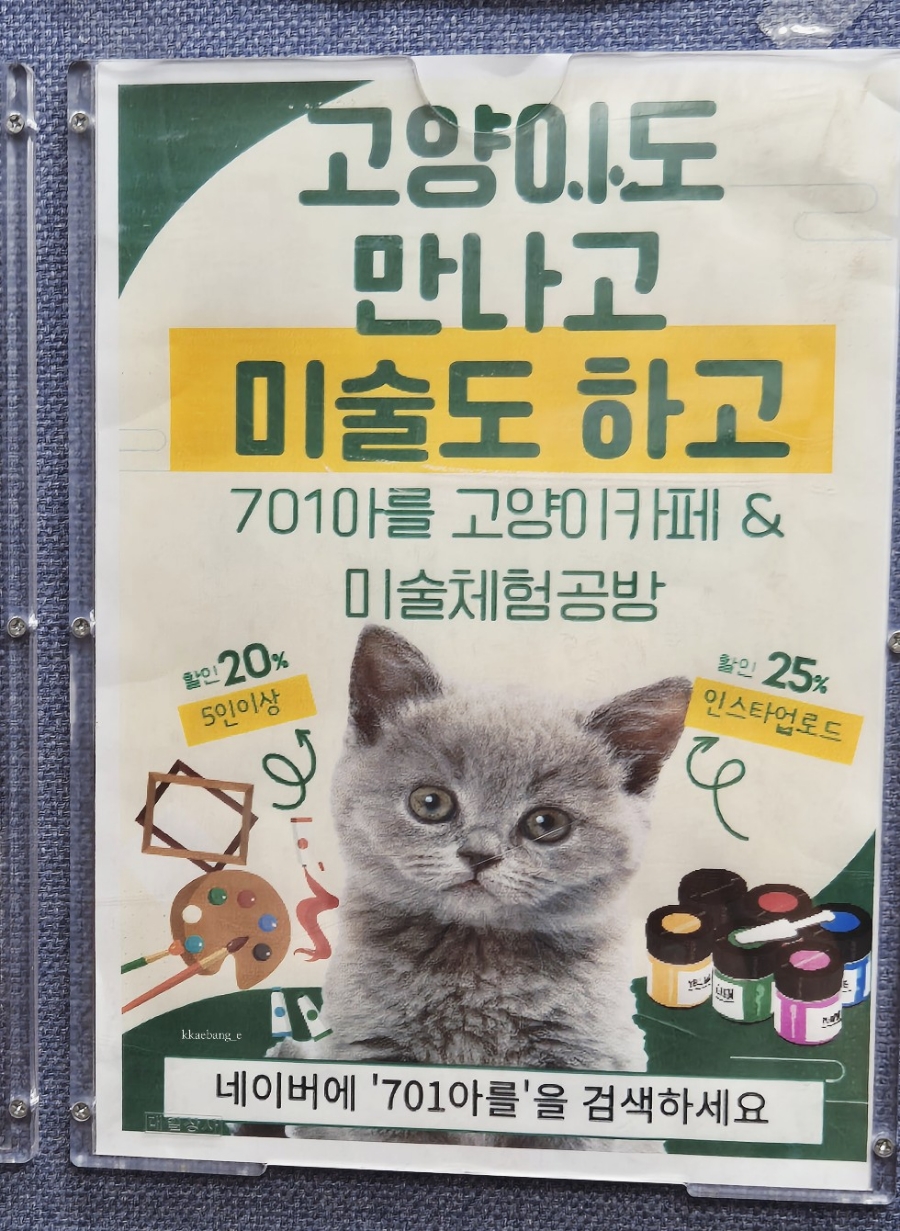 고양이도
만나고
미술도 하고
701아를 고양이카페 &
미술체험공방
할인 20%
5인이상
할인 25%
인스타업로드
kkaebang_e
네이버에 '701아를'을 검색하세요